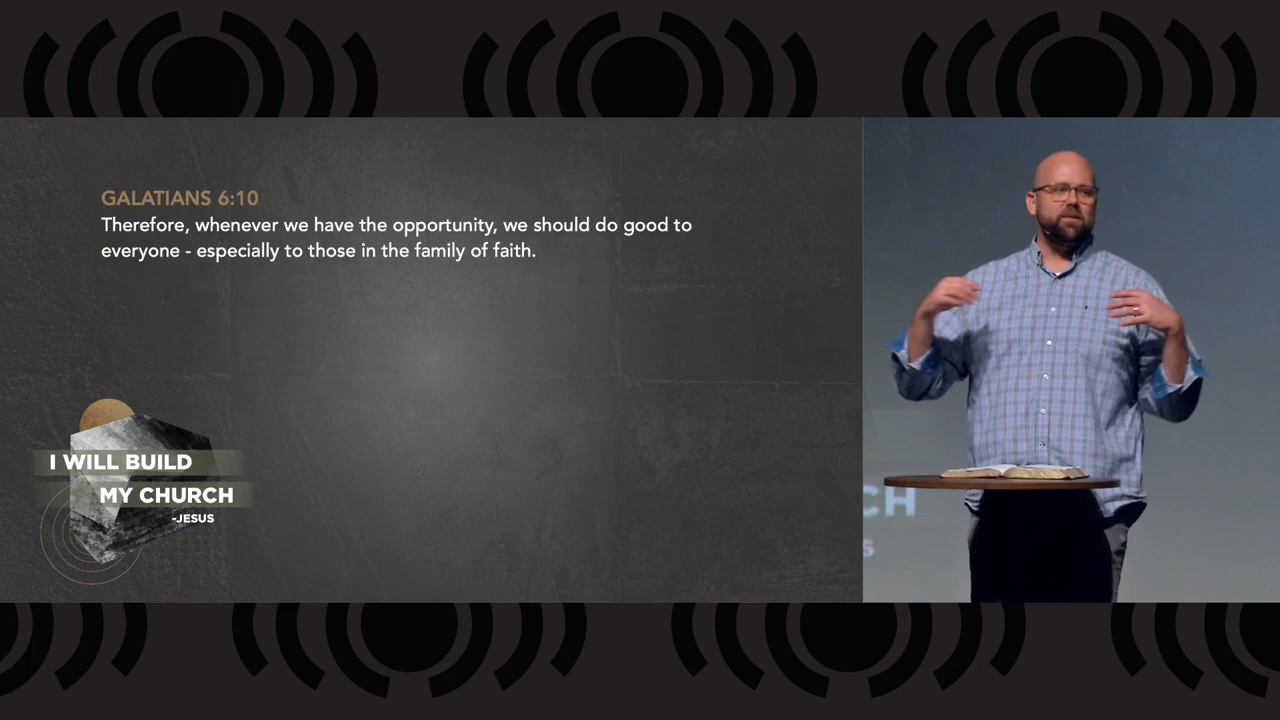 GALATIANS 6:10
Therefore, whenever we have the opportunity, we should do good to
everyone - especially to those in the family of faith.
I WILL BUILD
MY CHURCH
-JESUS
CH
S